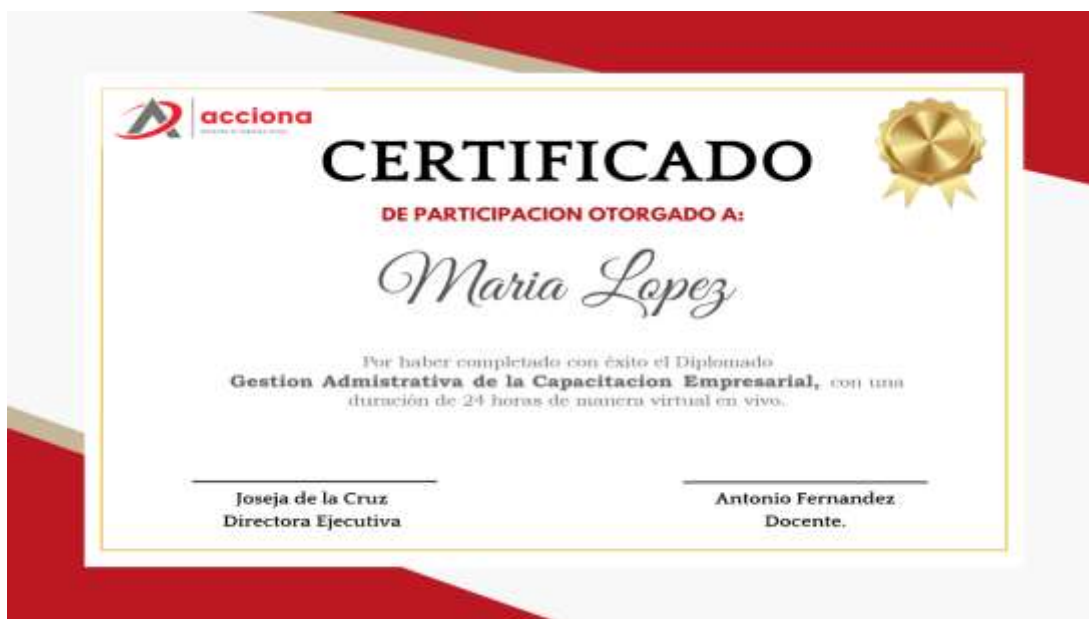 acciona
CERTIFICADO
DE PARTICIPACION OTORGADO A:
Maria Lopez
Por haber completado con éxito el Diplomado
Gestion Admistrativa de la Capacitacion Empresarial, con una
duración de 24 horas de manera virtual en vivo.
Joseja de la Cruz
Directora Ejecutiva
Antonio Fernandez
Docente.